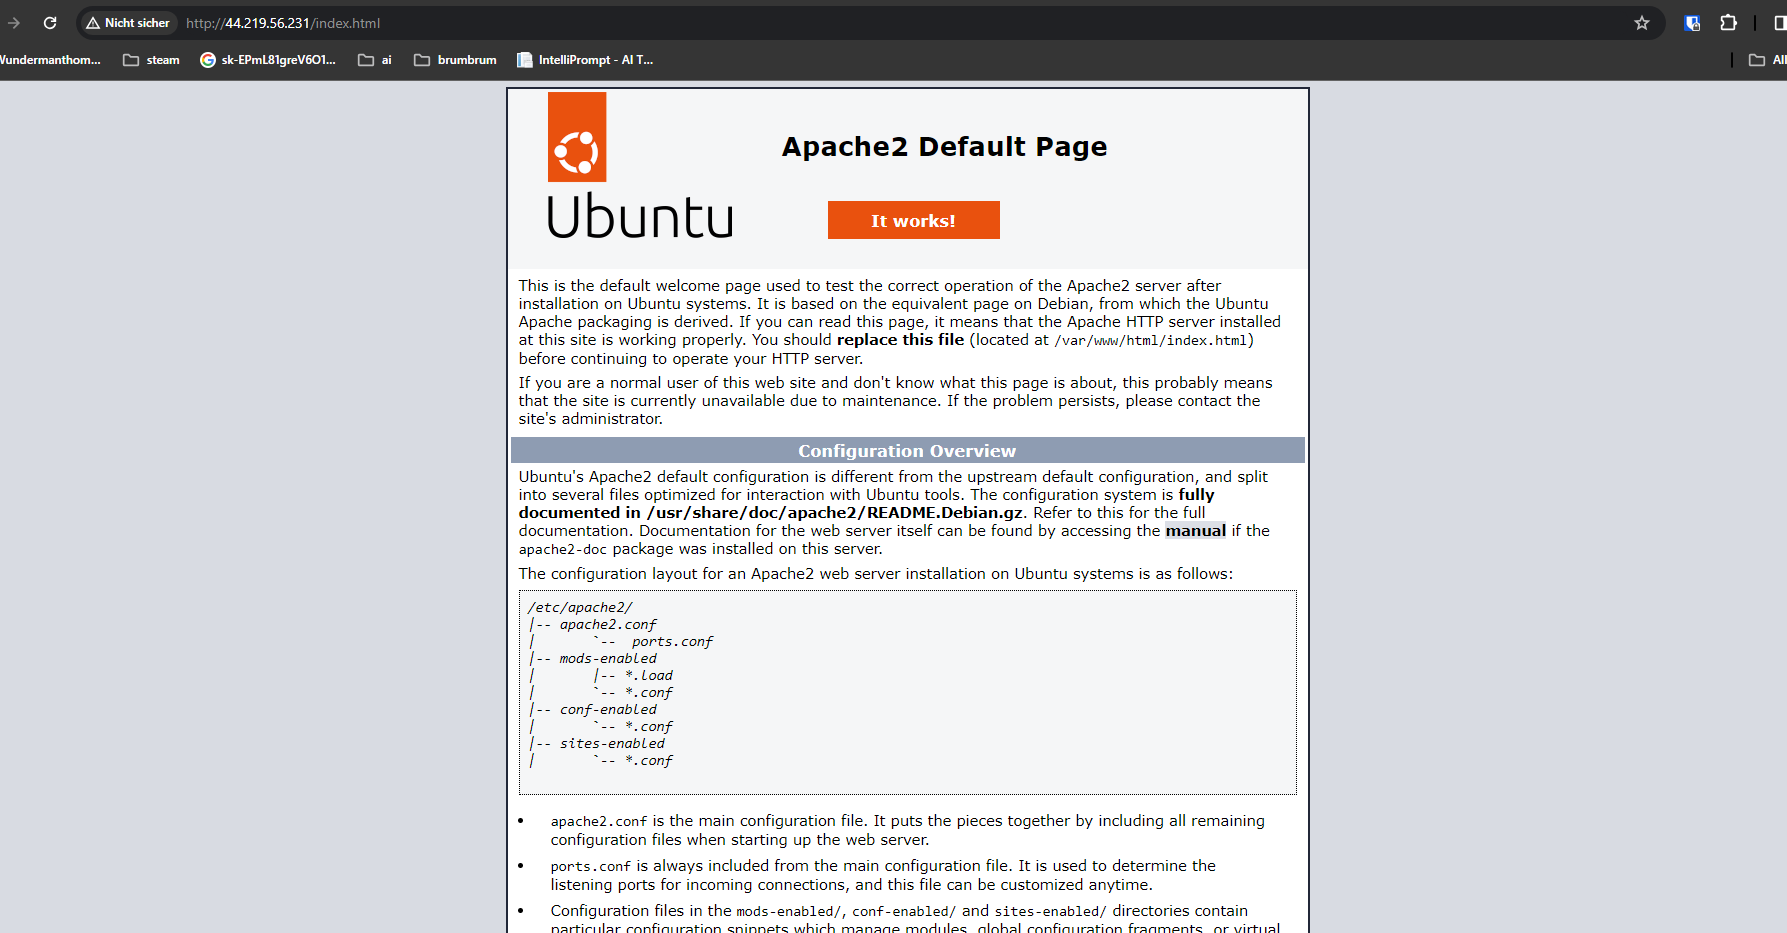 Nicht sicher http://44.219.56.231/index.html
Wundermanthom... steam sk-EPmL81greV6O1... ai brumbrum IntelliPrompt - AI T... All
Apache2 Default Page
Ubuntu
It works!
This is the default welcome page used to test the correct operation of the Apache2 server after
installation on Ubuntu systems. It is based on the equivalent page on Debian, from which the Ubuntu
Apache packaging is derived. If you can read this page, it means that the Apache HTTP server installed
at this site is working properly. You should replace this file (located at /var/www/html/index.html)
before continuing to operate your HTTP server.
If you are a normal user of this web site and don't know what this page is about, this probably means
that the site is currently unavailable due to maintenance. If the problem persists, please contact the
site's administrator.
Configuration Overview
Ubuntu's Apache2 default configuration is different from the upstream default configuration, and split
into several files optimized for interaction with Ubuntu tools. The configuration system is fully
documented in /usr/share/doc/apache2/README.Debian.gz. Refer to this for the full
documentation. Documentation for the web server itself can be found by accessing the manual if the
apache2-doc package was installed on this server.
The configuration layout for an Apache2 web server installation on Ubuntu systems is as follows:
/etc/apache2/
|-- apache2.conf
|       `--  ports.conf
|-- mods-enabled
|       |-- *.load
|       `-- *.conf
|-- conf-enabled
|       `-- *.conf
|-- sites-enabled
|       `-- *.conf
• apache2.conf is the main configuration file. It puts the pieces together by including all remaining
configuration files when starting up the web server.
• ports.conf is always included from the main configuration file. It is used to determine the
listening ports for incoming connections, and this file can be customized anytime.
• Configuration files in the mods-enabled/, conf-enabled/ and sites-enabled/ directories contain
particular configuration snippets which manage modules, global configuration fragments, or virtual